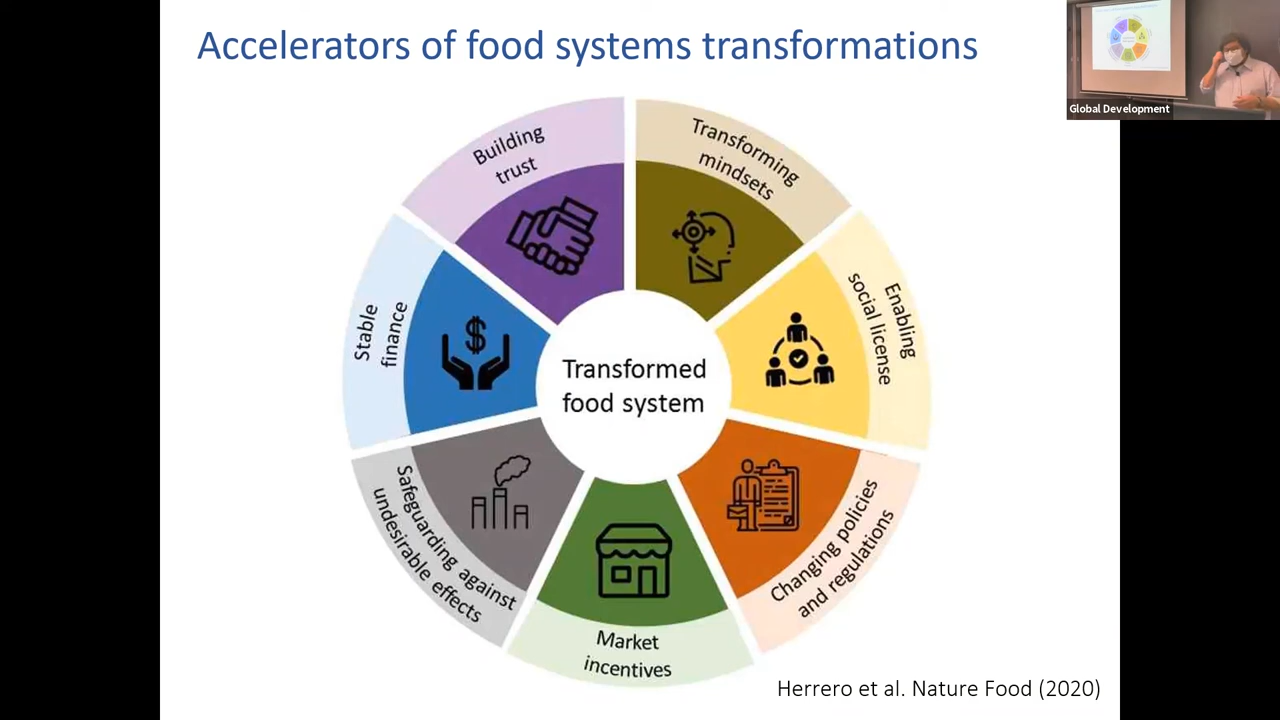 Accelerators of food systems transformations
Global Development
Building
trust
Transforming
mindsets
Stable
finance
Enabling
social license
Transformed
food system
Safeguarding against
undesirable effects
Changing policies
and regulations
Market
incentives
Herrero et al. Nature Food (2020)